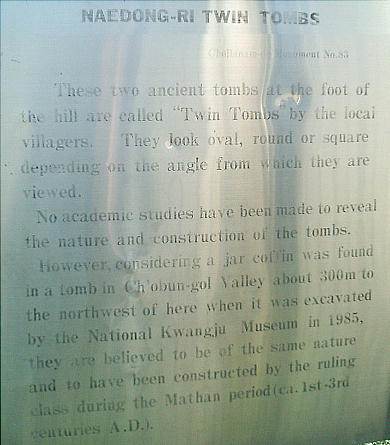 NAEDONG-RI TWIN TOMBS
Chollanam-do Monument No.83
These two ancient tombs at the foot of
the hill are called "Twin Tombs" by the local
villagers. They look oval, round or square
depending on the angle from which they are
viewed.
No academic studies have been made to reveal
the nature and construction of the tombs.
However, considering a jar coffin was found
in a tomb in Ch'obun-gol Valley about 300m to
the northwest of here when it was excavated
by the National Kwangju Museum in 1985,
they are believed to be of the same nature
and to have been constructed by the ruling
class during the Mathan period(ca. 1st-3rd
centuries A.D.).